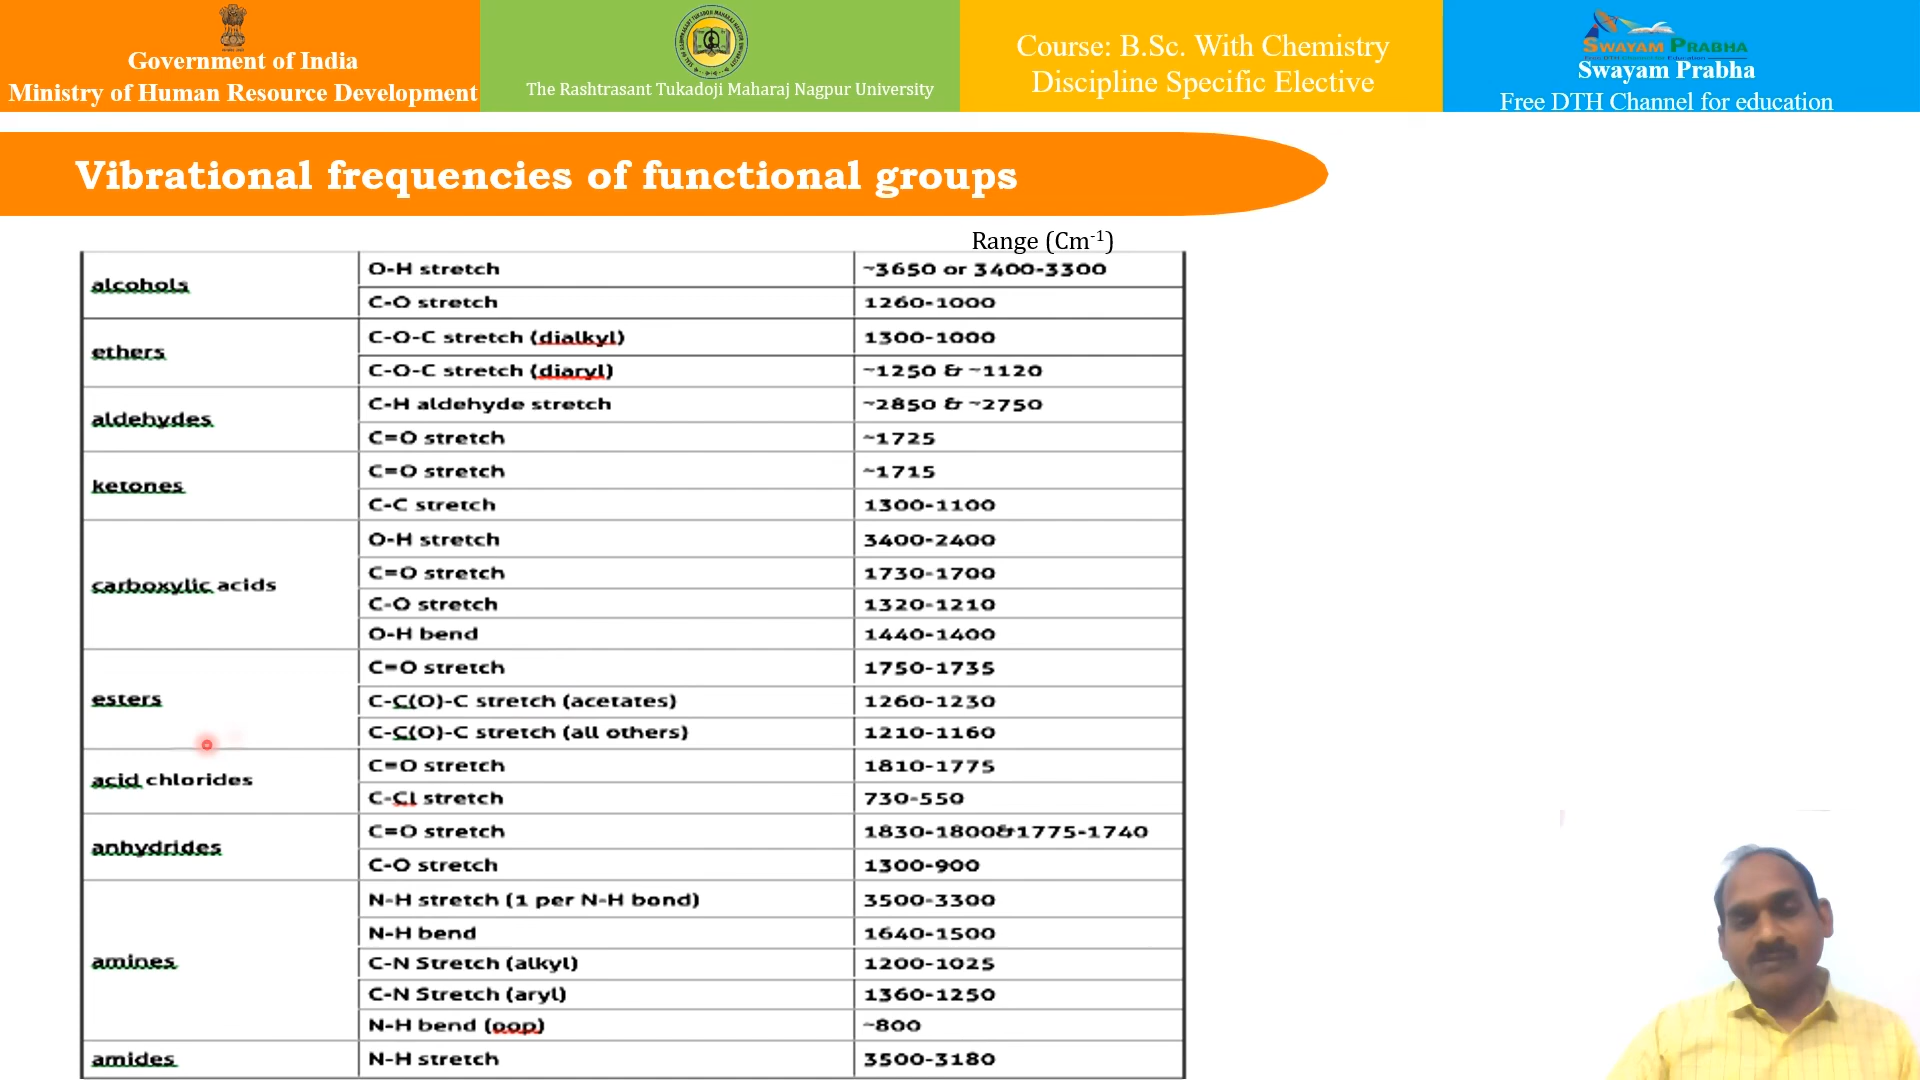 Government of India
Ministry of Human Resource Development
The Rashtrasant Tukadoji Maharaj Nagpur University
Course: B.Sc. With Chemistry
Discipline Specific Elective
SWAYAM PRABHA
Swayam Prabha
Free DTH Channel for education
Vibrational frequencies of functional groups
Range (Cm-1)
alcohols
O-H stretch ~3650 or 3400-3300
C-O stretch 1260-1000
ethers
C-O-C stretch (dialkyl) 1300-1000
C-O-C stretch (diaryl) ~1250 & ~1120
aldehydes
C-H aldehyde stretch ~2850 & ~2750
C=O stretch ~1725
ketones
C=O stretch ~1715
C-C stretch 1300-1100
carboxylic acids
O-H stretch 3400-2400
C=O stretch 1730-1700
C-O stretch 1320-1210
O-H bend 1440-1400
esters
C=O stretch 1750-1735
C-C(O)-C stretch (acetates) 1260-1230
C-C(O)-C stretch (all others) 1210-1160
acid chlorides
C=O stretch 1810-1775
C-Cl stretch 730-550
anhydrides
C=O stretch 1830-1800&1775-1740
C-O stretch 1300-900
amines
N-H stretch (1 per N-H bond) 3500-3300
N-H bend 1640-1500
C-N Stretch (alkyl) 1200-1025
C-N Stretch (aryl) 1360-1250
N-H bend (oop) ~800
amides
N-H stretch 3500-3180